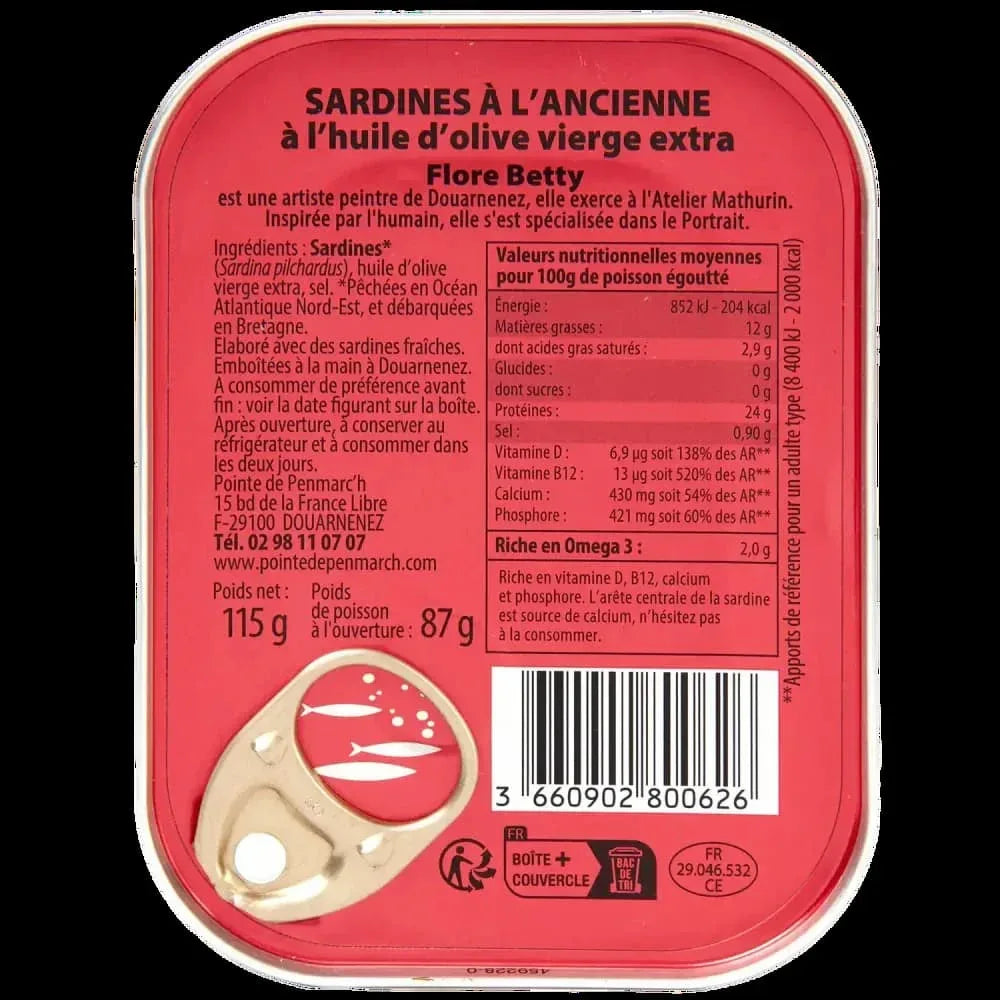 SARDINES À L'ANCIENNE
à l'huile d'olive vierge extra
Flore Betty
est une artiste peintre de Douarnenez, elle exerce à l'Atelier Mathurin.
Inspirée par l'humain, elle s'est spécialisée dans le Portrait.
Ingrédients : Sardines*
(Sardina pilchardus), huile d'olive
vierge extra, sel. *Pêchées en Océan
Atlantique Nord-Est, et débarquées
en Bretagne.
Elaboré avec des sardines fraîches.
Emboîtées à la main à Douarnenez.
A consommer de préférence avant
fin : voir la date figurant sur la boîte.
Après ouverture, à conserver au
réfrigérateur et à consommer dans
les deux jours.
Pointe de Penmarc'h
15 bd de la France Libre
F-29100 DOUARNENEZ
Tél. 02 98 11 07 07
www.pointedepenmarch.com
Poids net :
115 g
Poids
de poisson
à l'ouverture : 87 g
Valeurs nutritionnelles moyennes
pour 100g de poisson égoutté
Énergie : 852 kJ - 204 kcal
Matières grasses : 12 g
dont acides gras saturés : 2,9 g
Glucides : 0 g
dont sucres : 0 g
Protéines : 24 g
Sel : 0,90 g
Vitamine D : 6,9 µg soit 138% des AR**
Vitamine B12 : 13 µg soit 520% des AR**
Calcium : 430 mg soit 54% des AR**
Phosphore : 421 mg soit 60% des AR**
Riche en Omega 3 : 2,0 g
Riche en vitamine D, B12, calcium
et phosphore. L'arête centrale de la sardine
est source de calcium, n'hésitez pas
à la consommer.
**Apports de référence pour un adulte type (8 400 kJ - 2 000 kcal)
3 660902 800626
FR
BOÎTE +
COUVERCLE
BAC
DE
TRI
FR
29.046.532
CE